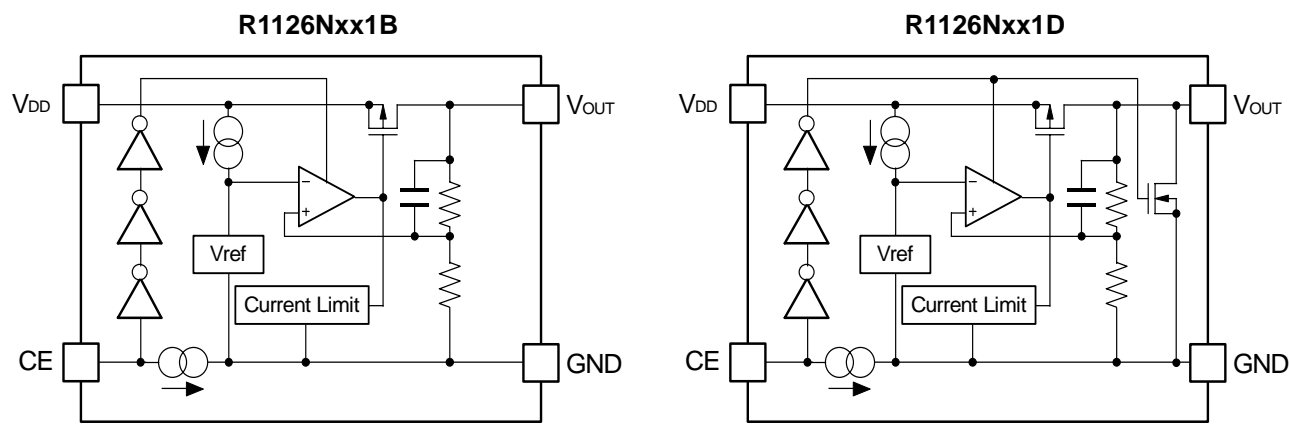 R1126Nxx1B
VDD
VOUT
−
+
Vref
Current Limit
CE
GND
R1126Nxx1D
VDD
VOUT
−
+
Vref
Current Limit
CE
GND